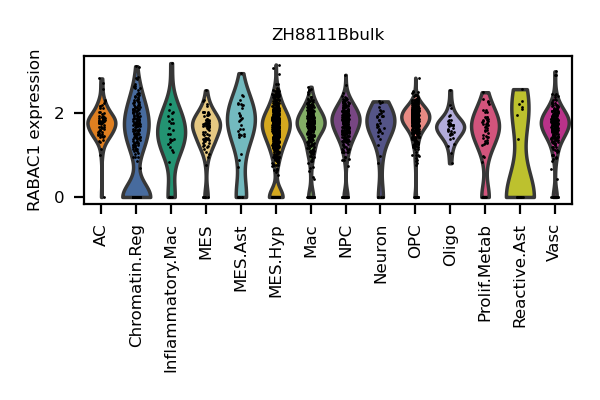 ZH8811Bbulk
RABAC1 expression
2
0
AC
Chromatin.Reg
Inflammatory.Mac
MES
MES.Ast
MES.Hyp
Mac
NPC
Neuron
OPC
Oligo
Prolif.Metab
Reactive.Ast
Vasc